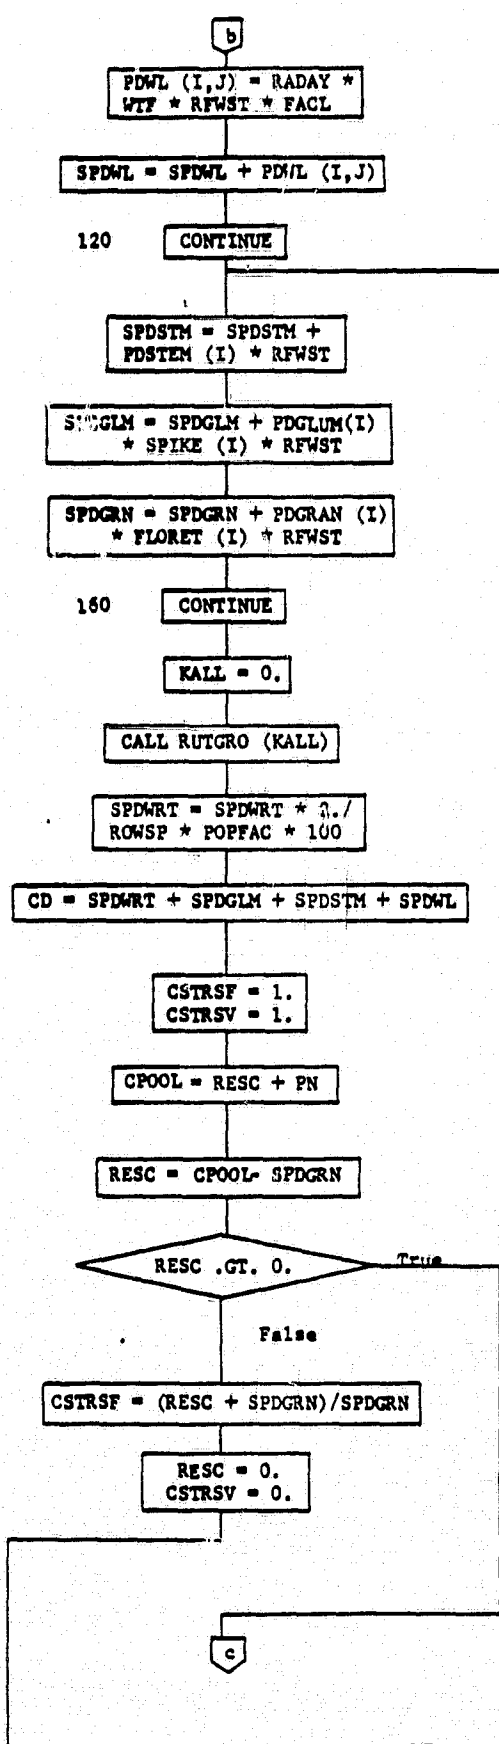 b
PDWL (I,J) = RADAY *
WTF * RFWST * FACL
SPDWL = SPDWL + PDWL (I,J)
120 CONTINUE
SPDSTM = SPDSTM +
PDSTEM (I) * RFWST
SPDGLM = SPDGLM + PDGLUM(I)
* SPIKE (I) * RFWST
SPDGRN = SPDGRN + PDGRAN (I)
* FLORET (I) * RFWST
160 CONTINUE
KALL = 0.
CALL RUTGRO (KALL)
SPDWRT = SPDWRT * /
ROWSP * POPFAC * 100
CD = SPDWRT + SPDGLM + SPDSTM + SPDWL
CSTRSF = 1.
CSTRSV = 1.
CPOOL = RESC + PN
RESC = CPOOL- SPDGRN
RESC .GT. 0. True
False
CSTRSF = (RESC + SPDGRN)/SPDGRN
RESC = 0.
CSTRSV = 0.
c